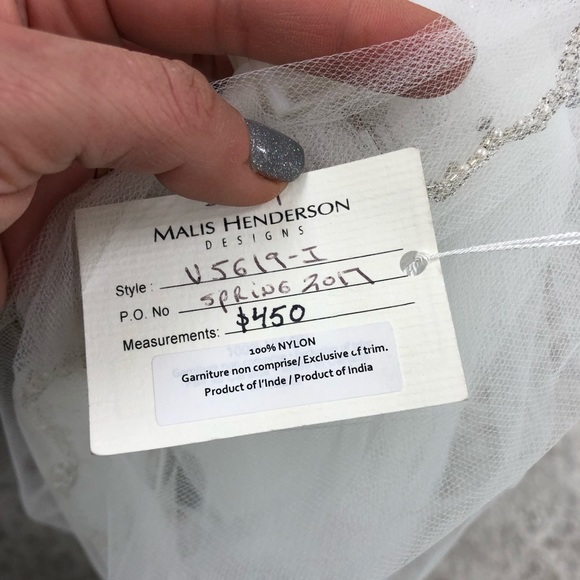 MALIS HENDERSON
DESIGNS
Style : V5619-I
P.O. No SPRING 2017
Measurements: $450
100% NYLON
Garniture non comprise/ Exclusive of trim.
Product of l'Inde / Product of India